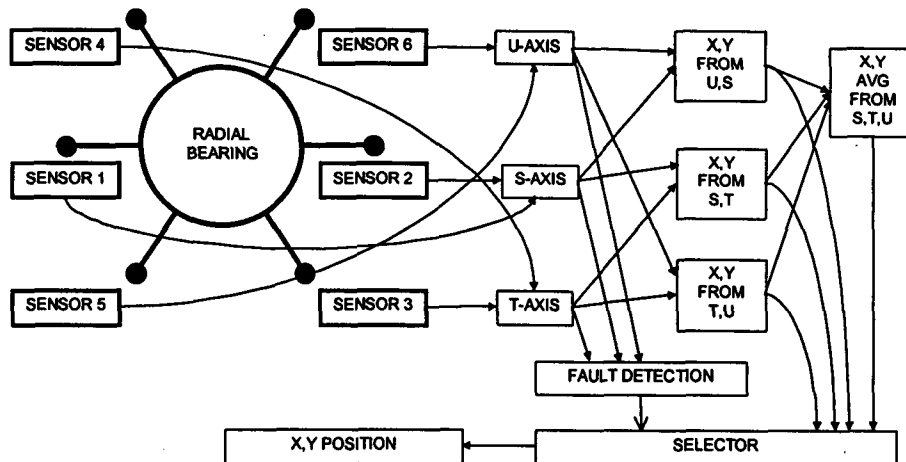 SENSOR 4
SENSOR 6
U-AXIS
X,Y
FROM
U,S
X,Y
AVG
FROM
S,T,U
RADIAL
BEARING
SENSOR 1
SENSOR 2
S-AXIS
X,Y
FROM
S,T
SENSOR 5
SENSOR 3
T-AXIS
X,Y
FROM
T,U
FAULT DETECTION
X,Y POSITION
SELECTOR